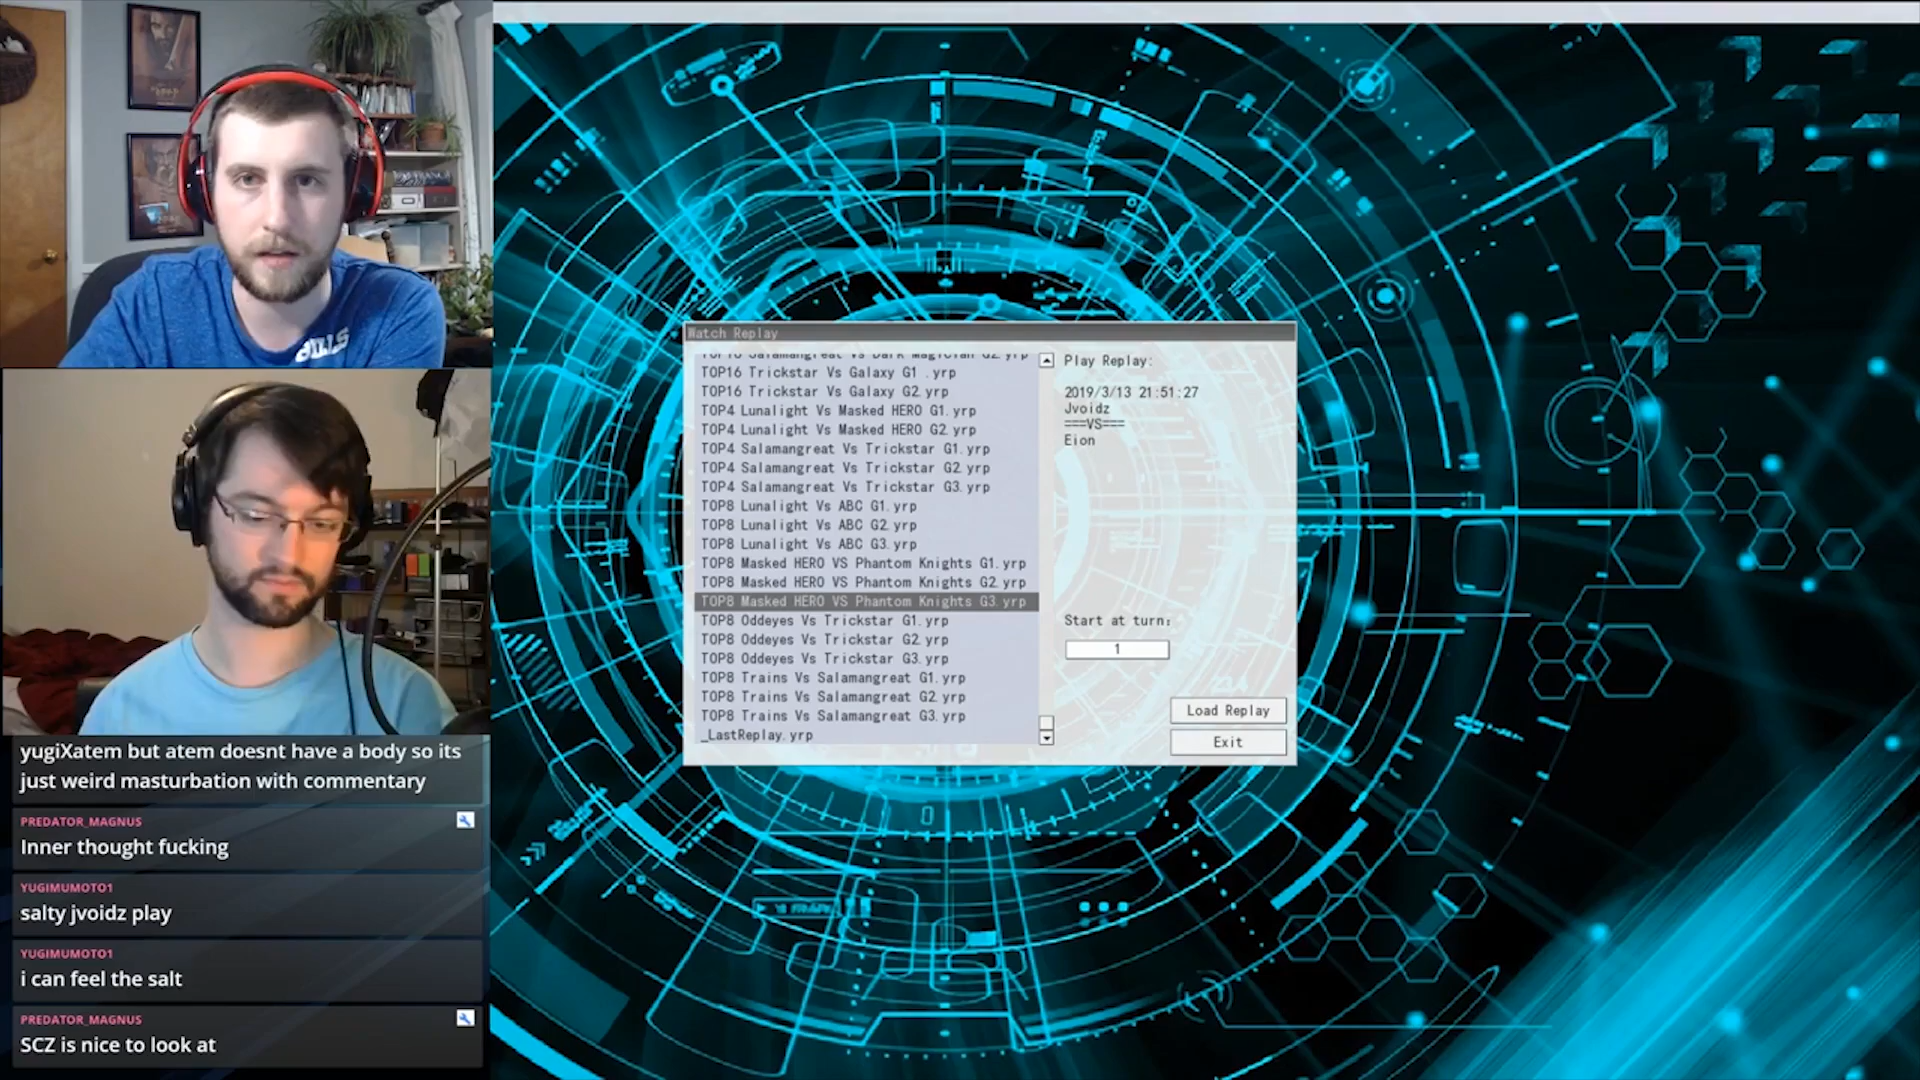 Watch Replay
TOP16 Salamangreat Vs Dark Magician G2.yrp
TOP16 Trickstar Vs Galaxy G1 .yrp
TOP16 Trickstar Vs Galaxy G2.yrp
TOP4 Lunalight Vs Masked HERO G1.yrp
TOP4 Lunalight Vs Masked HERO G2.yrp
TOP4 Salamangreat Vs Trickstar G1.yrp
TOP4 Salamangreat Vs Trickstar G2.yrp
TOP4 Salamangreat Vs Trickstar G3.yrp
TOP8 Lunalight Vs ABC G1.yrp
TOP8 Lunalight Vs ABC G2.yrp
TOP8 Lunalight Vs ABC G3.yrp
TOP8 Masked HERO VS Phantom Knights G1.yrp
TOP8 Masked HERO VS Phantom Knights G2.yrp
TOP8 Masked HERO VS Phantom Knights G3.yrp
TOP8 Oddeyes Vs Trickstar G1.yrp
TOP8 Oddeyes Vs Trickstar G2.yrp
TOP8 Oddeyes Vs Trickstar G3.yrp
TOP8 Trains Vs Salamangreat G1.yrp
TOP8 Trains Vs Salamangreat G2.yrp
TOP8 Trains Vs Salamangreat G3.yrp
_LastReplay.yrp
Play Replay:
2019/3/13 21:51:27
Jvoidz
===VS===
Eion
Start at turn:
1
Load Replay
Exit
yugiXatem but atem doesnt have a body so its
just weird masturbation with commentary
PREDATOR_MAGNUS
Inner thought fucking
YUGIMUMOTO1
salty jvoidz play
YUGIMUMOTO1
i can feel the salt
PREDATOR_MAGNUS
SCZ is nice to look at